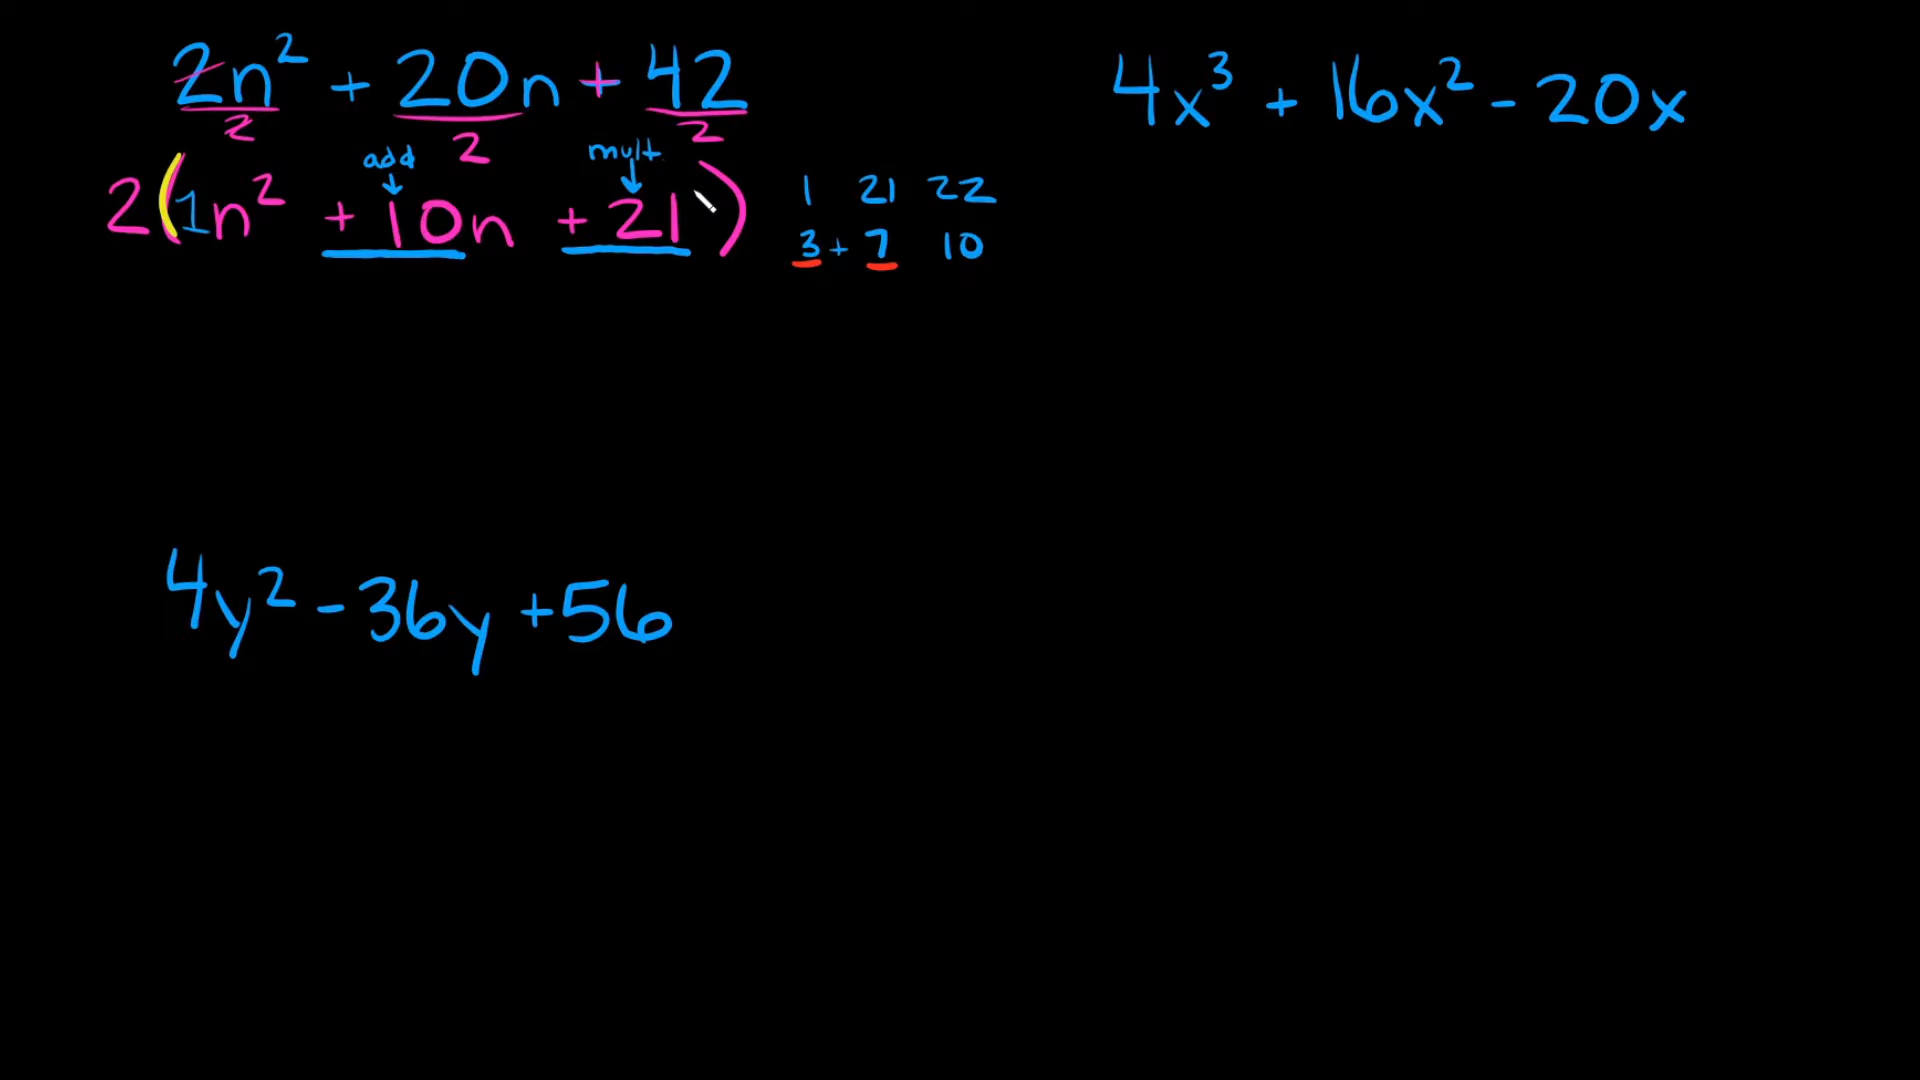 2n² + 20n + 42
2 2 2
add mult.
2(1n² + 10n + 21)
1 21 22
3 + 7 10
4x³ + 16x² - 20x
4y² - 36y + 56